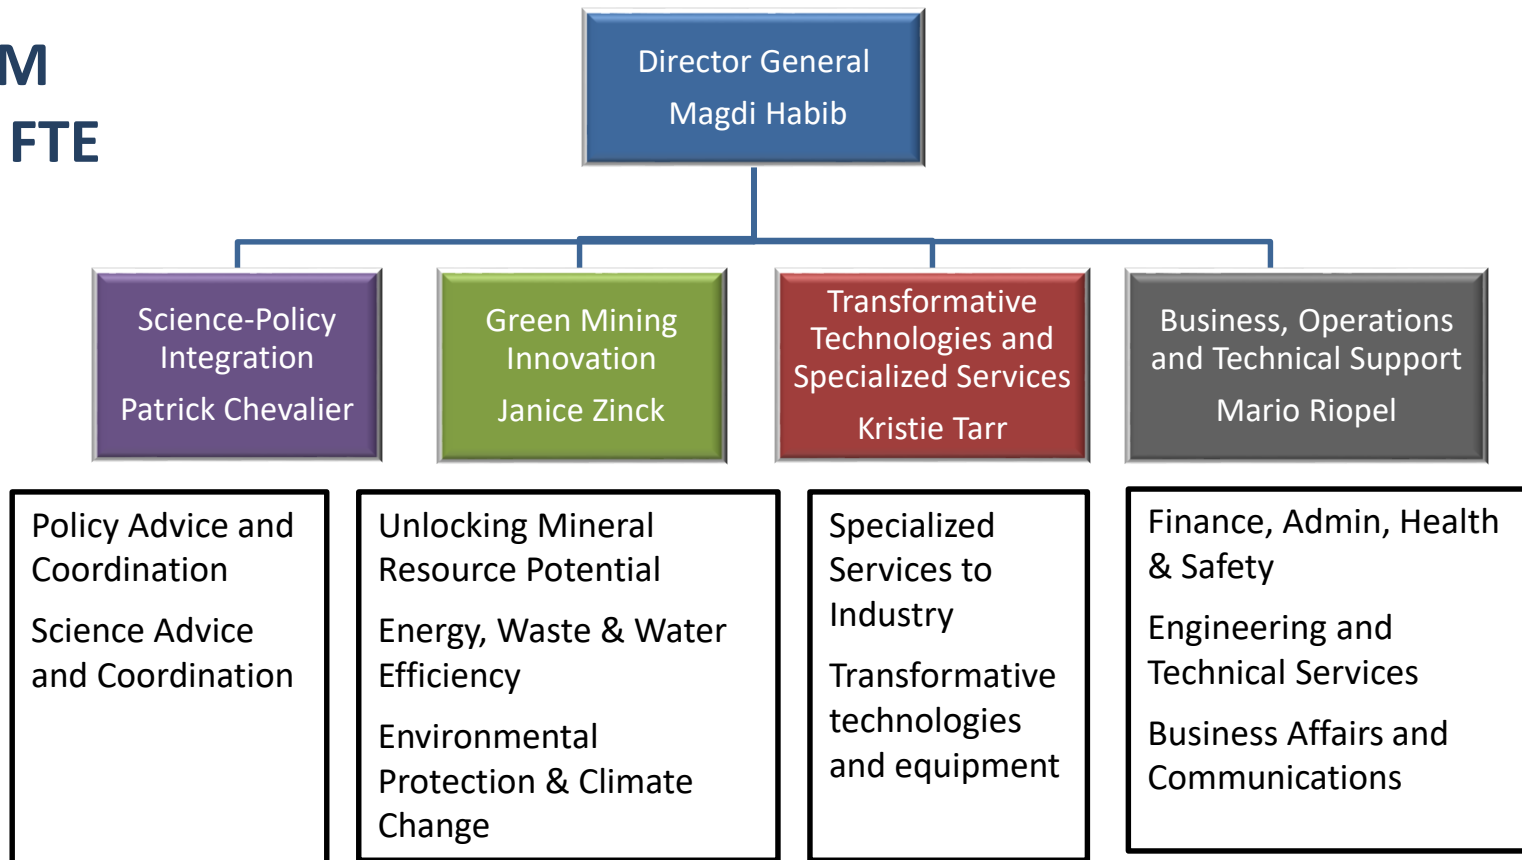 M
FTE
Director General
Magdi Habib
Science-Policy
Integration
Patrick Chevalier
Green Mining
Innovation
Janice Zinck
Transformative
Technologies and
Specialized Services
Kristie Tarr
Business, Operations
and Technical Support
Mario Riopel
Policy Advice and
Coordination
Science Advice
and Coordination
Unlocking Mineral
Resource Potential
Energy, Waste & Water
Efficiency
Environmental
Protection & Climate
Change
Specialized
Services to
Industry
Transformative
technologies
and equipment
Finance, Admin, Health
& Safety
Engineering and
Technical Services
Business Affairs and
Communications